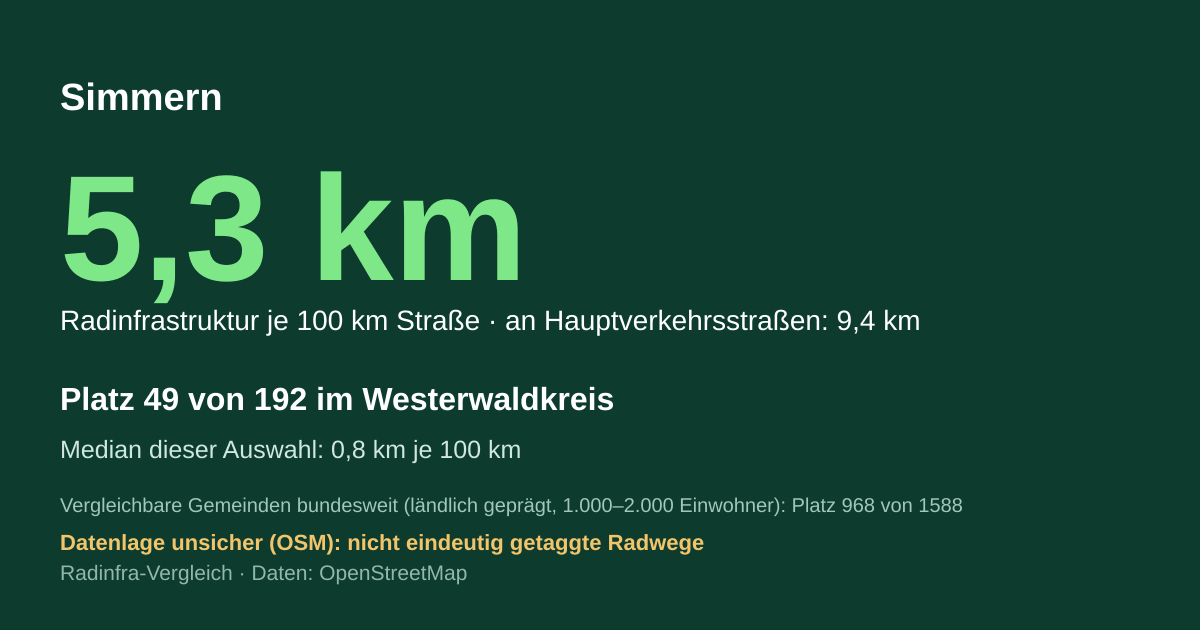 Simmern
5,3 km
Radinfrastruktur je 100 km Straße · an Hauptverkehrsstraßen: 9,4 km
Platz 49 von 192 im Westerwaldkreis
Median dieser Auswahl: 0,8 km je 100 km
Vergleichbare Gemeinden bundesweit (ländlich geprägt, 1.000–2.000 Einwohner): Platz 968 von 1588
Datenlage unsicher (OSM): nicht eindeutig getaggte Radwege
Radinfra-Vergleich · Daten: OpenStreetMap